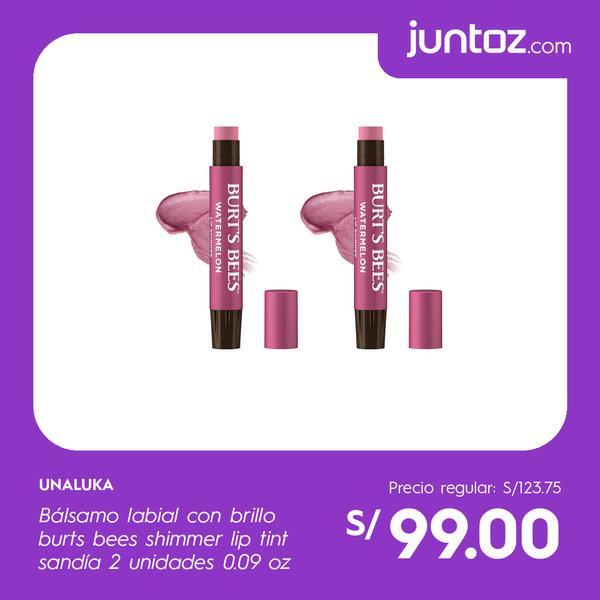 juntoz.com
BURT'S BEES
WATERMELON
BURT'S BEES
WATERMELON
UNALUKA
Bálsamo labial con brillo
burts bees shimmer lip tint
sandía 2 unidades 0.09 oz
Precio regular: S/123.75
S/99.00